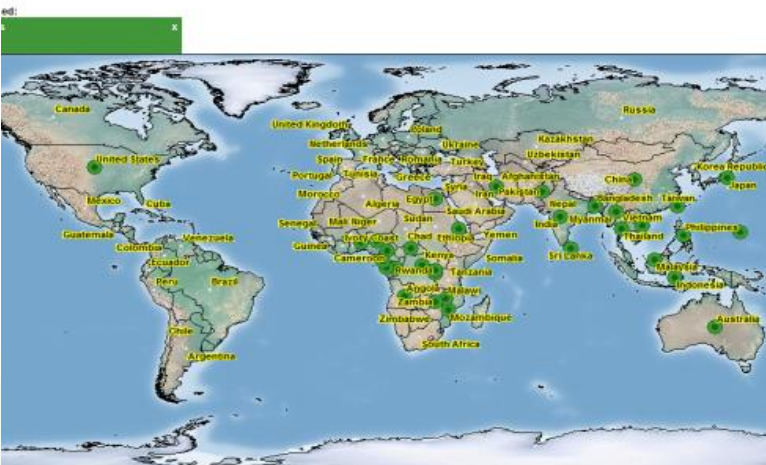 ed:
x
Canada
Russia
United Kingdom
Poland
Netherlands
Ukraine
Kazakhstan
Uzbekistan
Spain
France
Romania
Turkey
United States
Korea Republic
Portugal
Tunisia
Greece
Iraq
Afghanistan
China
Syria
Iran
Pakistan
Japan
Morocco
Algeria
Egypt
Nepal
Bangladesh
Taiwan
Mexico
Cuba
Saudi Arabia
Senegal
Mali
Niger
Sudan
India
Myanmar
Vietnam
Guatemala
Colombia
Venezuela
Guinea
Ivory Coast
Chad
Ethiopia
Yemen
Thailand
Philippines
Cameroon
Kenya
Somalia
Sri Lanka
Ecuador
Rwanda
Tanzania
Malaysia
Peru
Brazil
Angola
Malawi
Indonesia
Zambia
Zimbabwe
Mozambique
Australia
Chile
South Africa
Argentina